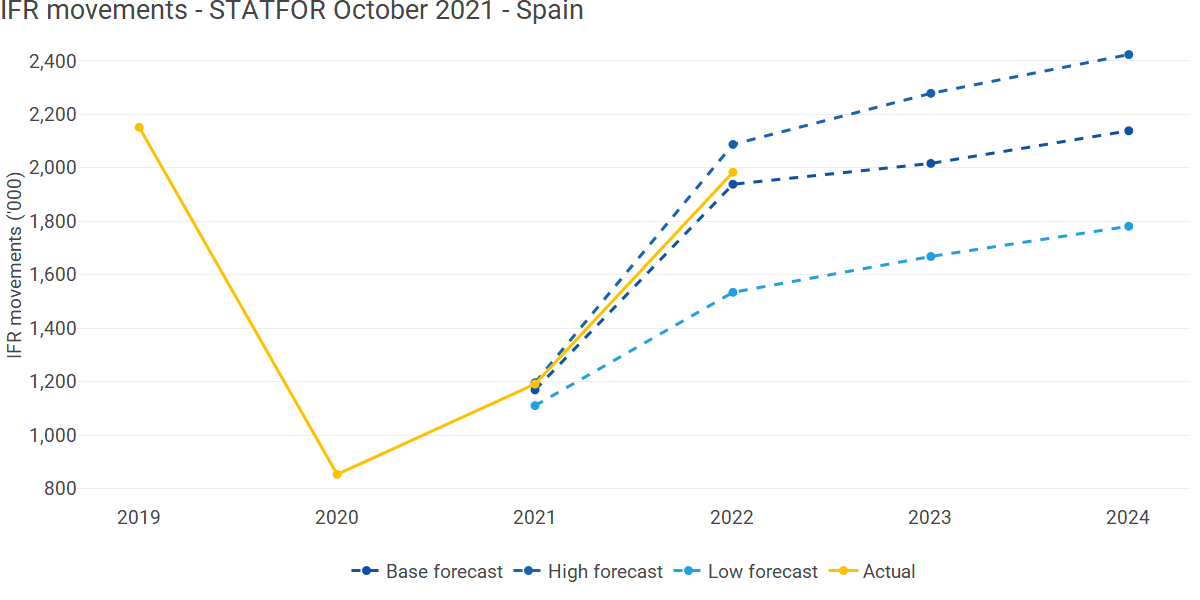 IFR movements - STATFOR October 2021 - Spain
IFR movements ('000)
2,400
2,200
2,000
1,800
1,600
1,400
1,200
1,000
800
2019 2020 2021 2022 2023 2024
Base forecast High forecast Low forecast Actual